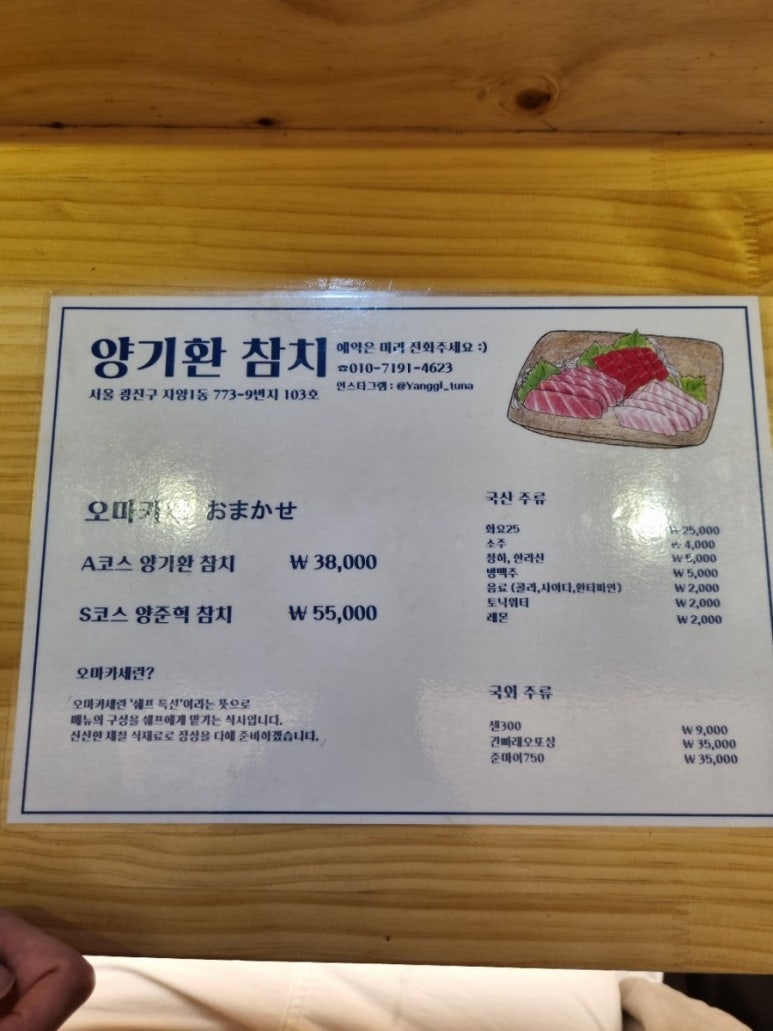 양기환 참치
예약은 미리 전화주세요 :)
☎010-7191-4623
인스타그램 : @Yanggl_tuna
서울 광진구 자양1동 773-9번지 103호
오마카세 おまかせ
A코스 양기환 참치 ₩ 38,000
S코스 양준혁 참치 ₩ 55,000
오마카세란?
'오마카세란 '쉐프 특선'이라는 뜻으로
메뉴의 구성을 쉐프에게 맡기는 식사입니다.
신선한 제철 식재료로 정성을 다해 준비하겠습니다.'
국산 주류
화요25 ₩ 25,000
소주 ₩ 4,000
청하, 한라산 ₩ 5,000
병맥주 ₩ 5,000
음료 (콜라,사이다,환타파인) ₩ 2,000
토닉워터 ₩ 2,000
레몬 ₩ 2,000
국외 주류
센300 ₩ 9,000
간빠레오또상 ₩ 35,000
준마이750 ₩ 35,000